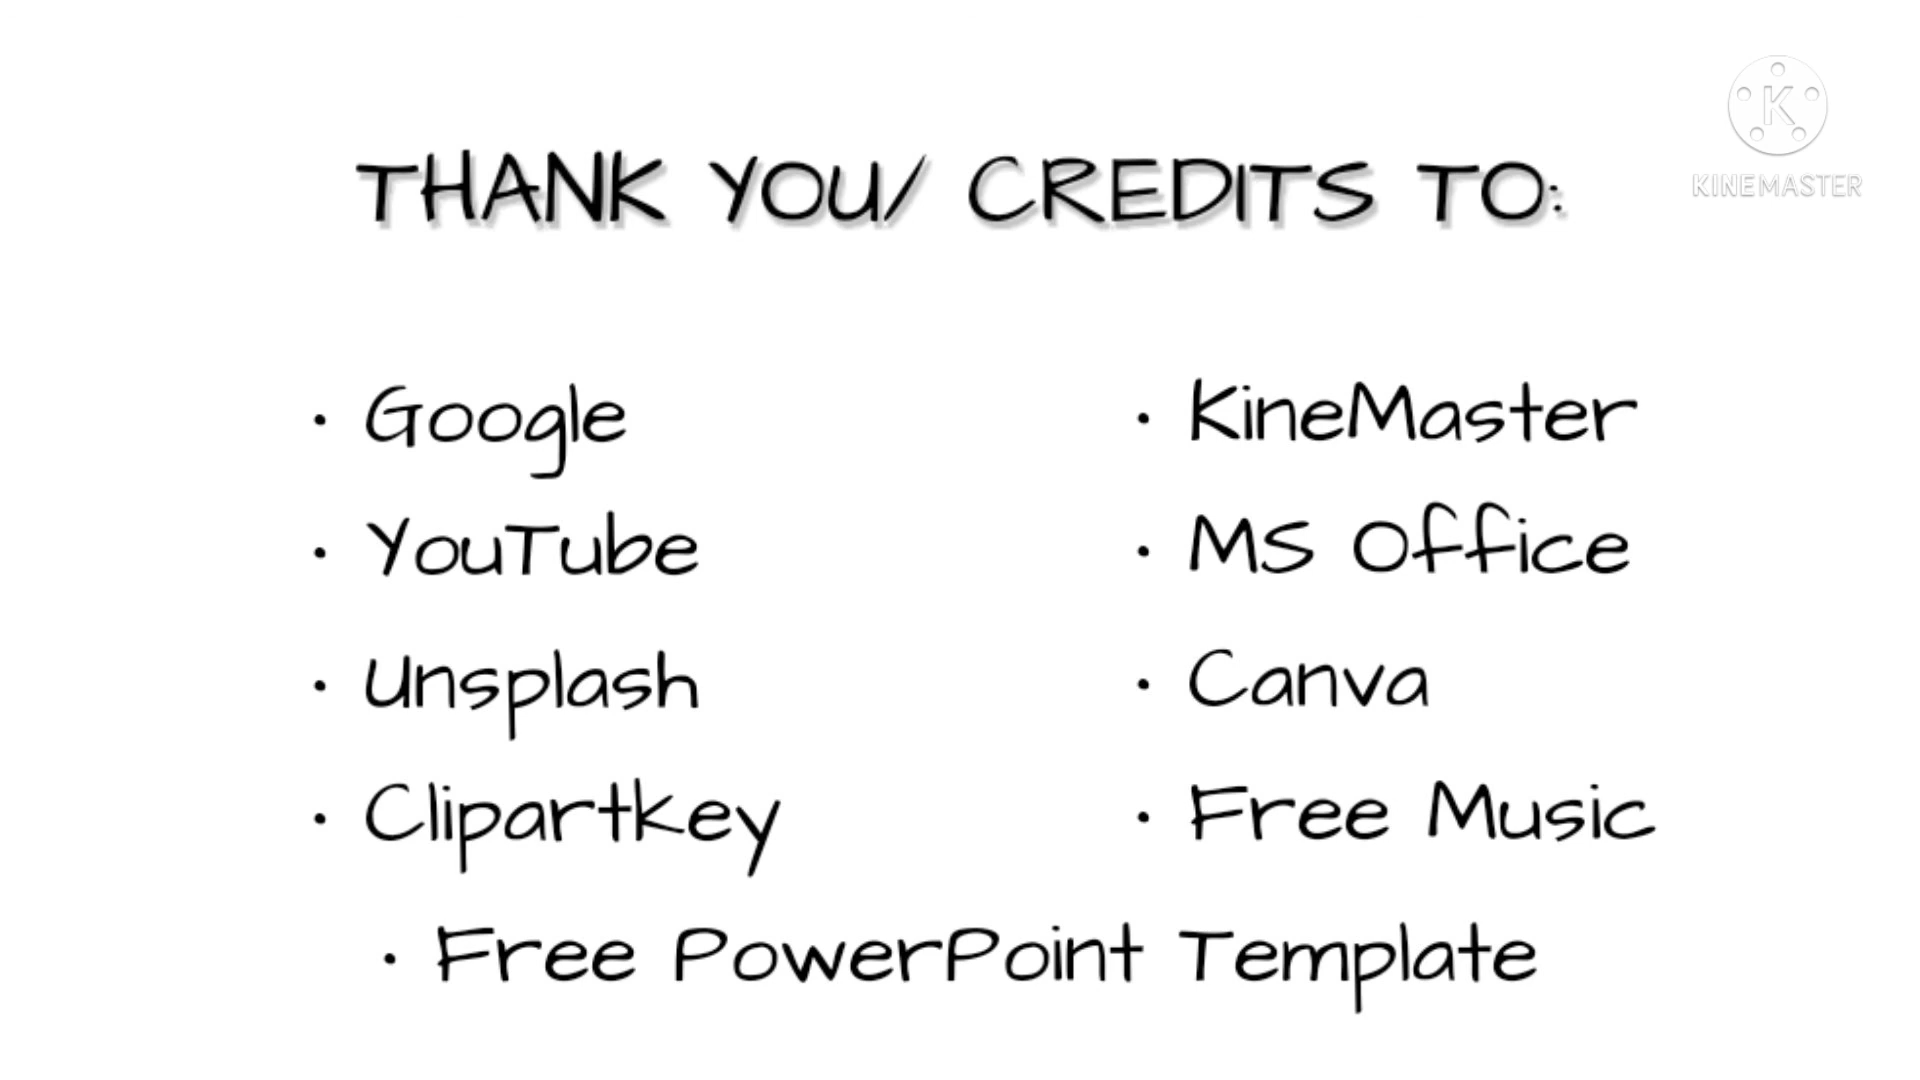 KINEMASTER
THANK YOU/ CREDITS TO:
• Google
• YouTube
• Unsplash
• Clipartkey
• KineMaster
• MS Office
• Canva
• Free Music
• Free PowerPoint Template